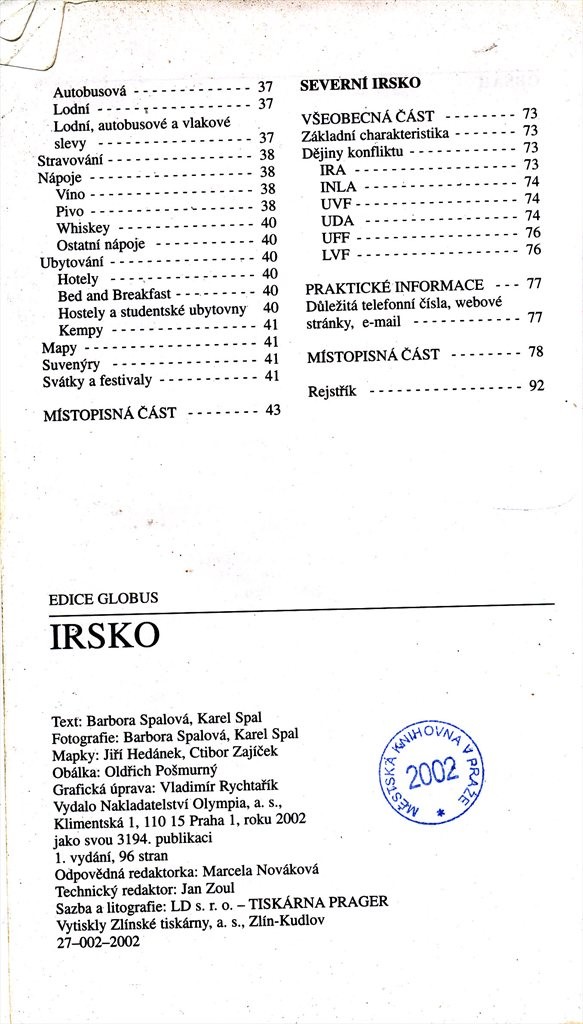 Autobusová - - - - - - - - - - - - - 37
Lodní - - - - - - - - - - - - - - - - 37
Lodní, autobusové a vlakové
slevy - - - - - - - - - - - - - - - - 37
Stravování - - - - - - - - - - - - - - - 38
Nápoje - - - - - - - - - - - - - - - - - 38
Víno - - - - - - - - - - - - - - - - 38
Pivo - - - - - - - - - - - - - - - - 38
Whiskey - - - - - - - - - - - - - - 40
Ostatní nápoje - - - - - - - - - - - 40
Ubytování - - - - - - - - - - - - - - - 40
Hotely - - - - - - - - - - - - - - - 40
Bed and Breakfast - - - - - - - - - 40
Hostely a studentské ubytovny 40
Kempy - - - - - - - - - - - - - - - 41
Mapy - - - - - - - - - - - - - - - - - - 41
Suvenýry - - - - - - - - - - - - - - - 41
Svátky a festivaly - - - - - - - - - - - 41
MÍSTOPISNÁ ČÁST - - - - - - - - 43
SEVERNÍ IRSKO
VŠEOBECNÁ ČÁST - - - - - - - - 73
Základní charakteristika - - - - - - - 73
Dějiny konfliktu - - - - - - - - - - - - 73
IRA - - - - - - - - - - - - - - - - - 73
INLA - - - - - - - - - - - - - - - - 74
UVF - - - - - - - - - - - - - - - - 74
UDA - - - - - - - - - - - - - - - - 74
UFF - - - - - - - - - - - - - - - - 76
LVF - - - - - - - - - - - - - - - - 76
PRAKTICKÉ INFORMACE - - - 77
Důležitá telefonní čísla, webové
stránky, e-mail - - - - - - - - - - - - 77
MÍSTOPISNÁ ČÁST - - - - - - - - 78
Rejstřík - - - - - - - - - - - - - - - - - 92
EDICE GLOBUS
IRSKO
Text: Barbora Spalová, Karel Spal
Fotografie: Barbora Spalová, Karel Spal
Mapky: Jiří Hedánek, Ctibor Zajíček
Obálka: Oldřich Pošmurný
Grafická úprava: Vladimír Rychtařík
Vydalo Nakladatelství Olympia, a. s.,
Klimentská 1, 110 15 Praha 1, roku 2002
jako svou 3194. publikaci
1. vydání, 96 stran
Odpovědná redaktorka: Marcela Nováková
Technický redaktor: Jan Zoul
Sazba a litografie: LD s. r. o. – TISKÁRNA PRAGER
Vytiskly Zlínské tiskárny, a. s., Zlín-Kudlov
27–002–2002
MĚSTSKÁ KNIHOVNA V PRAZE
2002
*